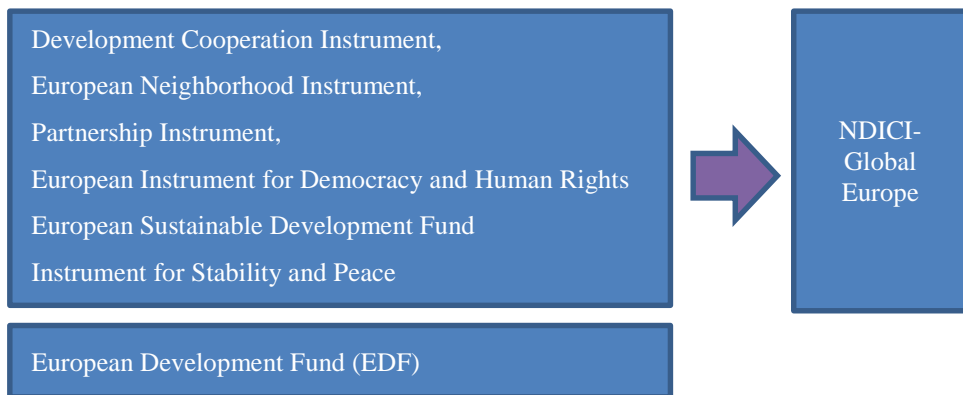 Development Cooperation Instrument,
European Neighborhood Instrument,
Partnership Instrument,
European Instrument for Democracy and Human Rights
European Sustainable Development Fund
Instrument for Stability and Peace
NDICI-
Global
Europe
European Development Fund (EDF)